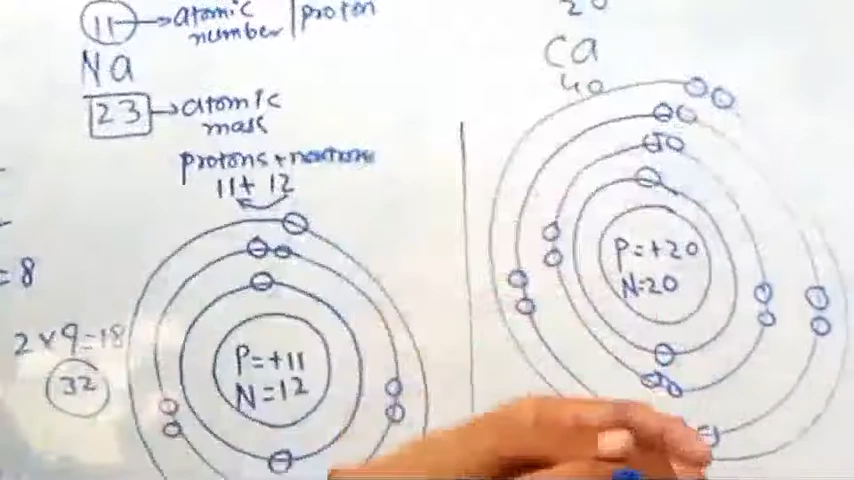 11 → atomic number | proton
Na
23 → atomic mass
protons + neutrons
11 + 12
= 8
2 × 9 = 18
32
P = +11
N = 12
20
Ca
40
P = +20
N = 20